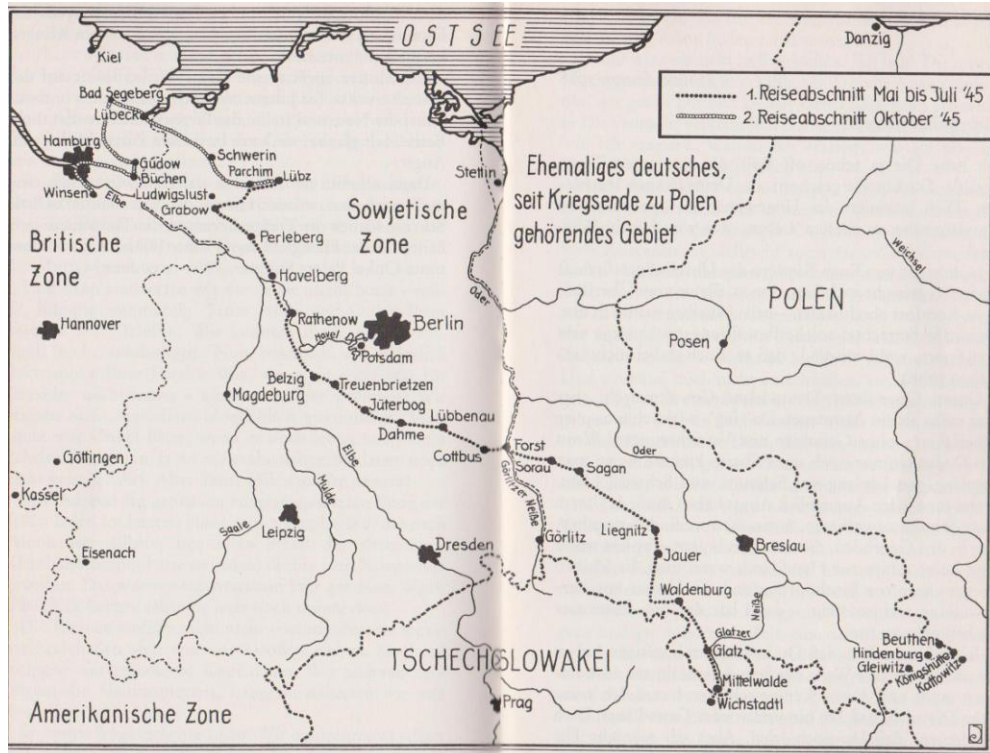 OSTSEE
Kiel
Danzig
1. Reiseabschnitt Mai bis Juli '45
2. Reiseabschnitt Oktober '45
Bad Segeberg
Lübeck
Hamburg
Schwerin
Parchim
Lübz
Gudow
Büchen
Winsen
Elbe
Ludwigslust
Grabow
Stettin
Ehemaliges deutsches,
seit Kriegsende zu Polen
gehörendes Gebiet
Sowjetische
Zone
Britische
Zone
Perleberg
Havelberg
Oder
Weichsel
POLEN
Hannover
Rathenow
Havel
Berlin
Potsdam
Posen
Belzig
Treuenbrietzen
Magdeburg
Jüterbog
Dahme
Lübbenau
Cottbus
Forst
Sorau
Sagan
Oder
Göttingen
Kassel
Eisenach
Elbe
Mulde
Saale
Leipzig
Dresden
Görlitzer Neiße
Görlitz
Liegnitz
Jauer
Breslau
Waldenburg
Glatzer
Neiße
Glatz
Mittelwalde
Wichstadtl
Beuthen
Hindenburg
Gleiwitz
Königshütte
Kattowitz
TSCHECHOSLOWAKEI
Prag
Amerikanische Zone